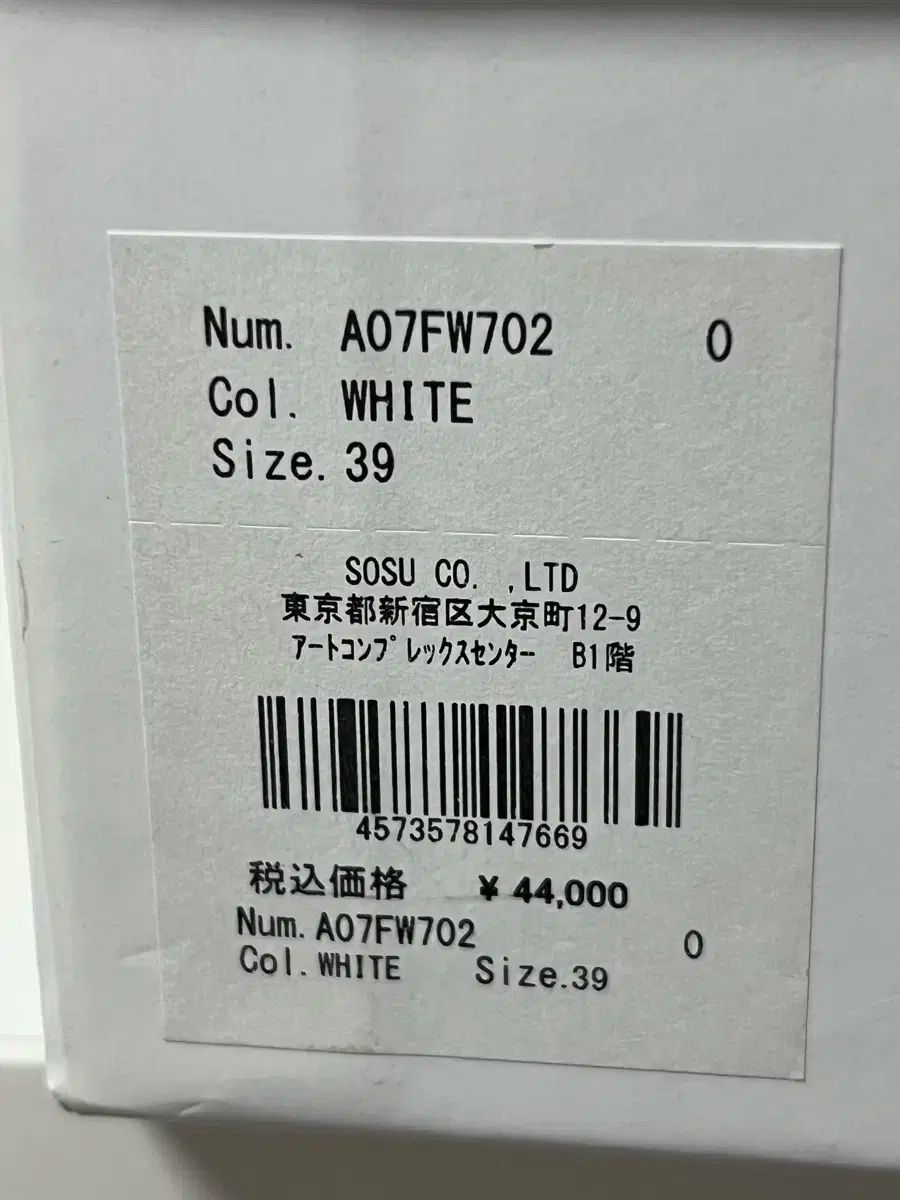 Num. A07FW702 0
Col. WHITE
Size. 39
SOSU CO. ,LTD
東京都新宿区大京町12-9
アートコンプレックスセンター B1階
4573578147669
税込価格 ¥ 44,000
Num. A07FW702 0
Col. WHITE Size. 39